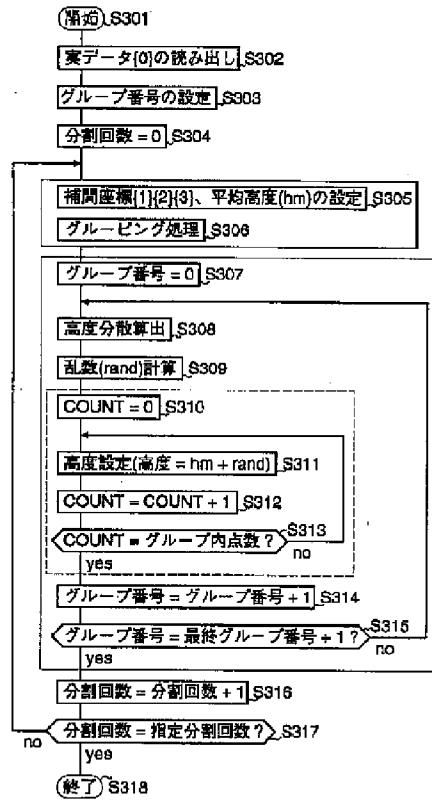 開始 S301
実データ{0}の読み出し S302
グループ番号の設定 S303
分割回数 = 0 S304
補間座標{1}{2}{3}、平均高度(hm)の設定 S305
グルーピング処理 S306
グループ番号 = 0 S307
高度分散算出 S308
乱数(rand)計算 S309
COUNT = 0 S310
高度設定(高度 = hm + rand) S311
COUNT = COUNT + 1 S312
S313
COUNT = グループ内点数? no
yes
グループ番号 = グループ番号 + 1 S314
S315
グループ番号 = 最終グループ番号 + 1? no
yes
分割回数 = 分割回数 + 1 S316
no 分割回数 = 指定分割回数? S317
yes
終了 S318